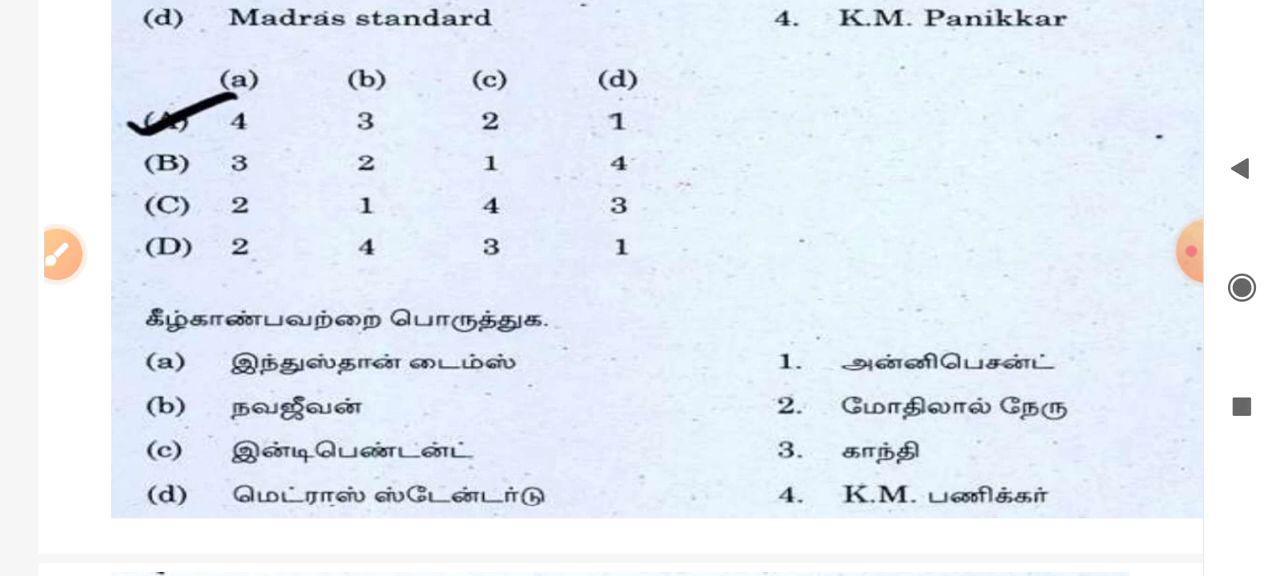 (d) Madras standard 4. K.M. Panikkar
(a) (b) (c) (d)
(A) 4 3 2 1
(B) 3 2 1 4
(C) 2 1 4 3
(D) 2 4 3 1
கீழ்காண்பவற்றை பொருத்துக.
(a) இந்துஸ்தான் டைம்ஸ் 1. அன்னிபெசன்ட்
(b) நவஜீவன் 2. மோதிலால் நேரு
(c) இன்டிபெண்டன்ட் 3. காந்தி
(d) மெட்ராஸ் ஸ்டேன்டர்டு 4. K.M. பணிக்கர்